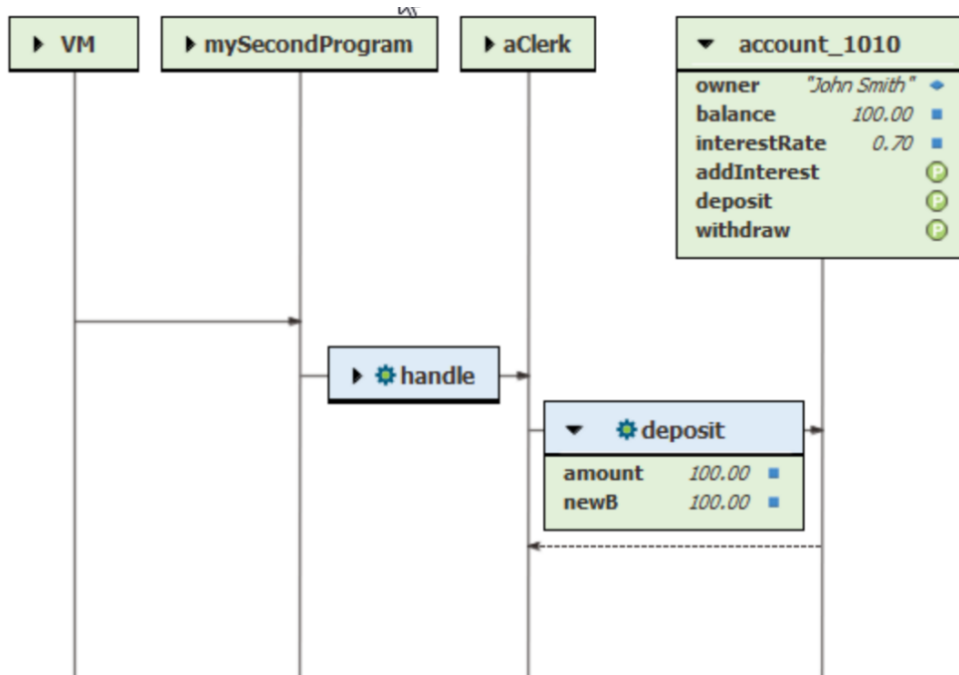 VM
mySecondProgram
aClerk
account_1010
owner "John Smith"
balance 100.00
interestRate 0.70
addInterest P
deposit P
withdraw P
handle
deposit
amount 100.00
newB 100.00